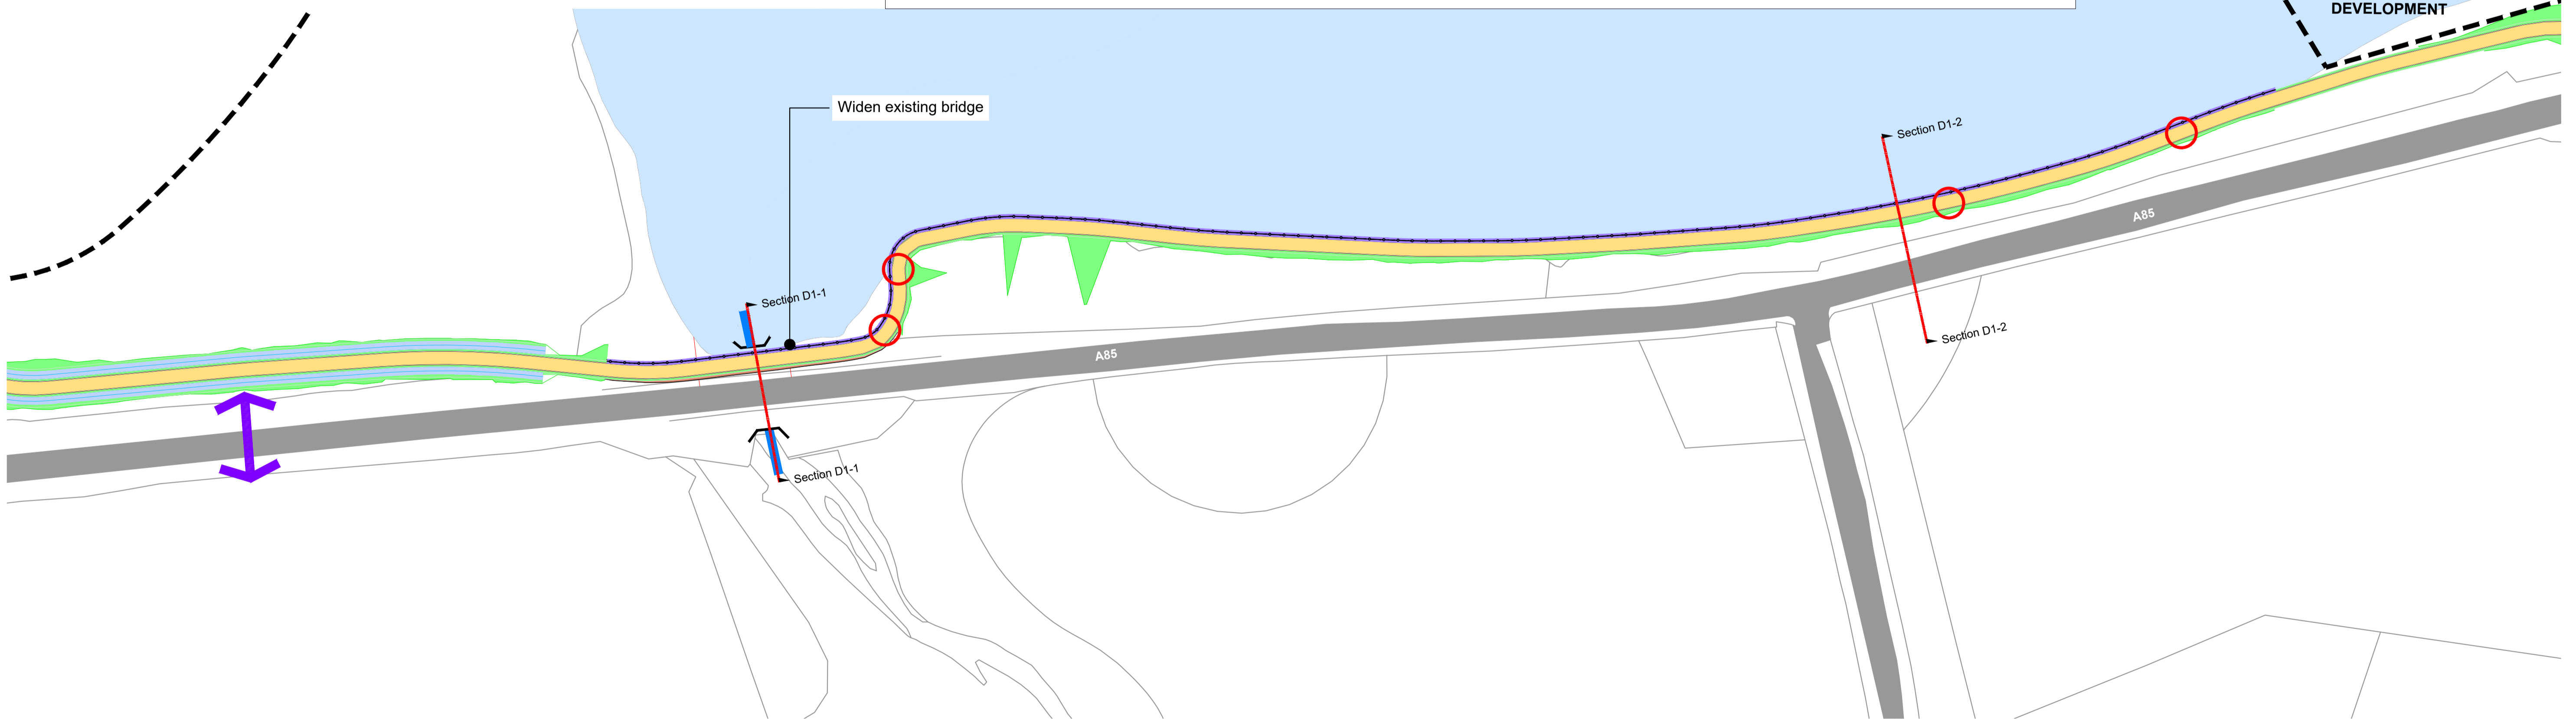 DEVELOPMENT
Widen existing bridge
Section D1-2
A85
Section D1-1
Section D1-2
A85
Section D1-1